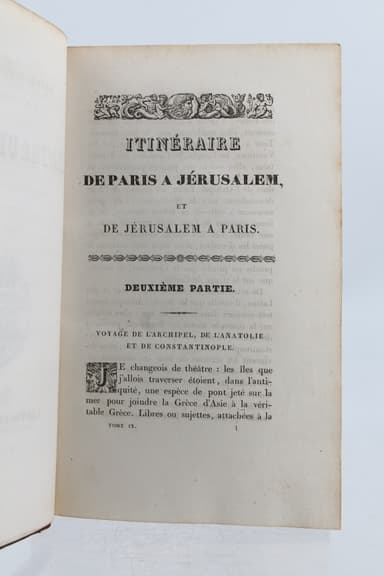 ITINÉRAIRE
DE PARIS A JÉRUSALEM,
ET
DE JÉRUSALEM A PARIS.
DEUXIÈME PARTIE.
VOYAGE DE L'ARCHIPEL, DE L'ANATOLIE
ET DE CONSTANTINOPLE.
JE changeois de théâtre : les îles que
j'allois traverser étoient, dans l'anti-
quité, une espèce de pont jeté sur la
mer pour joindre la Grèce d'Asie à la véri-
table Grèce. Libres ou sujettes, attachées à la
TOME IX. 1